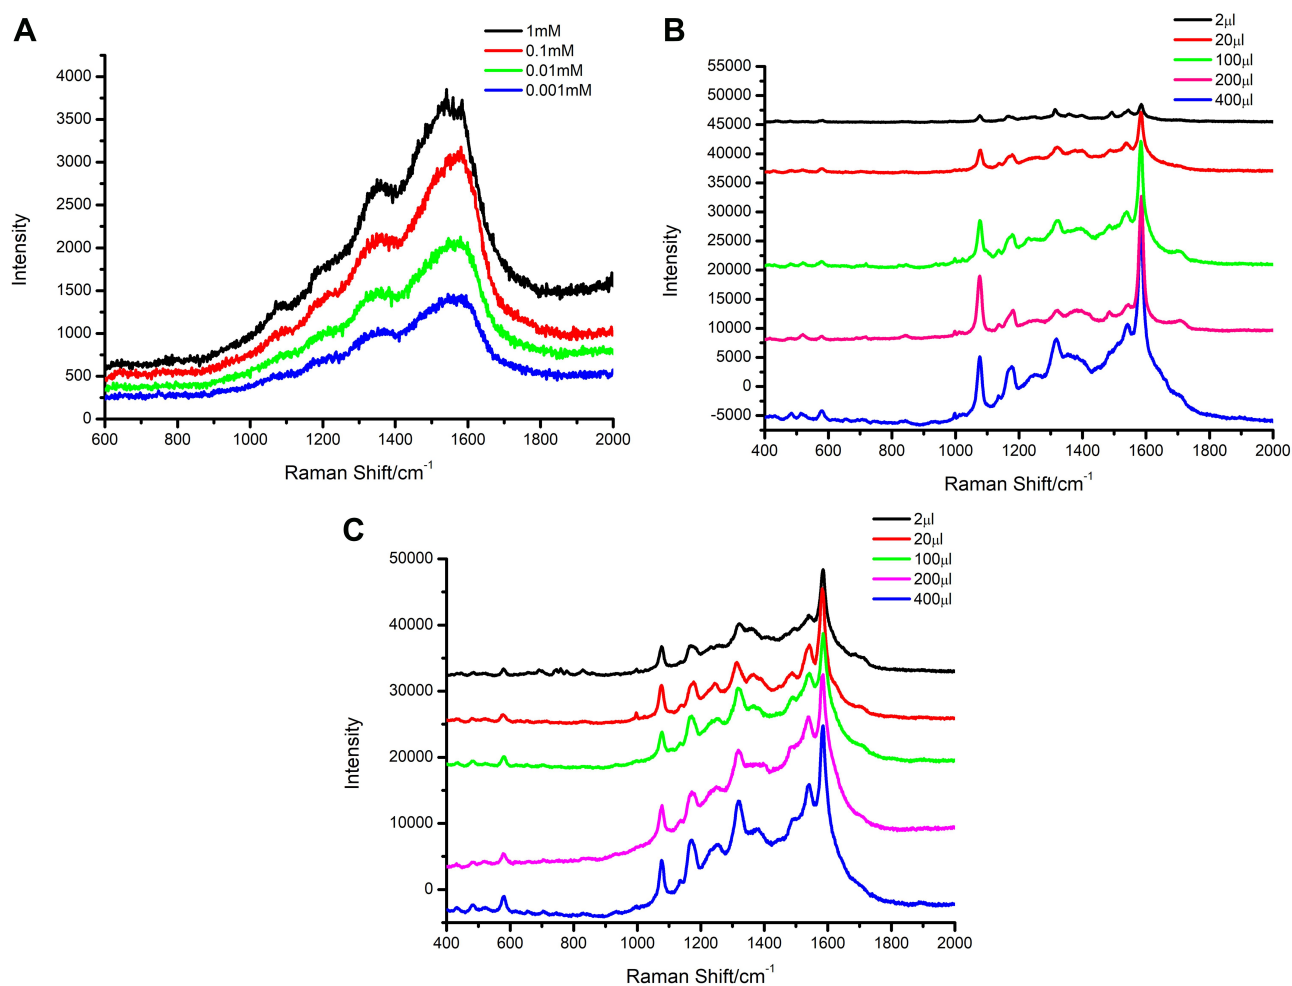 A
1mM
0.1mM
0.01mM
0.001mM
4000
3500
3000
2500
2000
1500
1000
500
0
Intensity
600 800 1000 1200 1400 1600 1800 2000
Raman Shift/cm-1
B
2μl
20μl
100μl
200μl
400μl
55000
50000
45000
40000
35000
30000
25000
20000
15000
10000
5000
0
-5000
Intensity
400 600 800 1000 1200 1400 1600 1800 2000
Raman Shift/cm-1
C
2μl
20μl
100μl
200μl
400μl
50000
40000
30000
20000
10000
0
Intensity
400 600 800 1000 1200 1400 1600 1800 2000
Raman Shift/cm-1